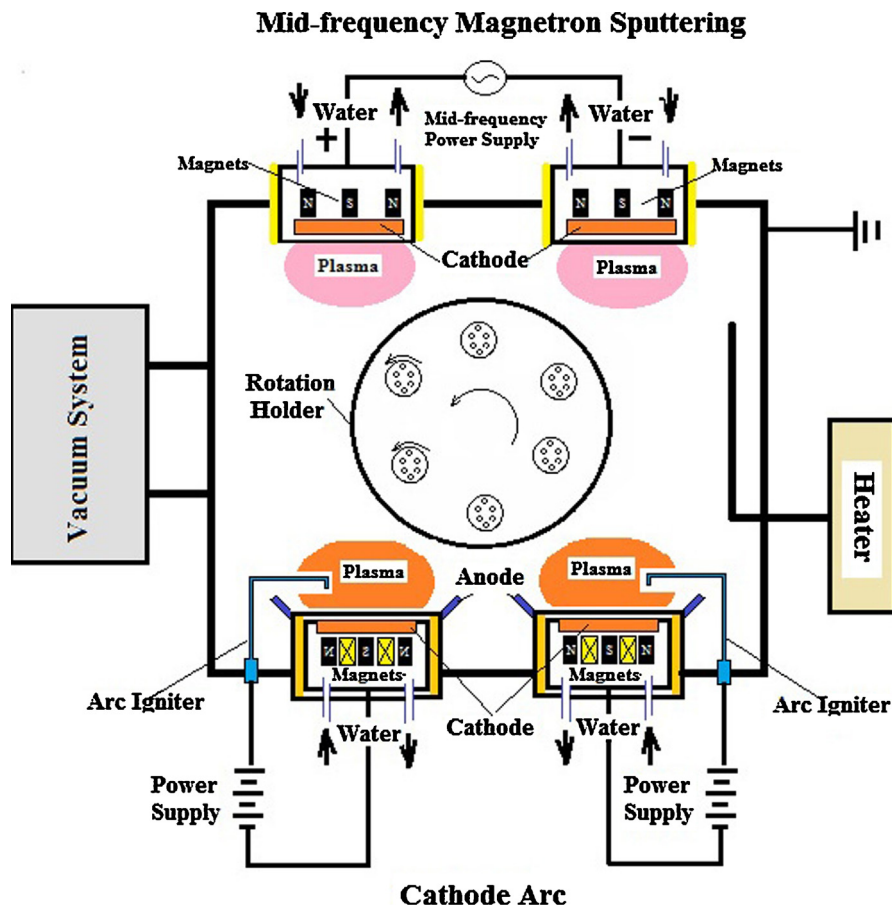 Mid-frequency Magnetron Sputtering
Water
Mid-frequency
Power Supply
Water
+
−
Magnets
Magnets
N S N
N S N
Cathode
Plasma
Plasma
Rotation
Holder
Vacuum System
Heater
Plasma
Plasma
Anode
N S N
N S N
Magnets
Magnets
Arc Igniter
Cathode
Arc Igniter
Water
Water
Power
Supply
Power
Supply
Cathode Arc